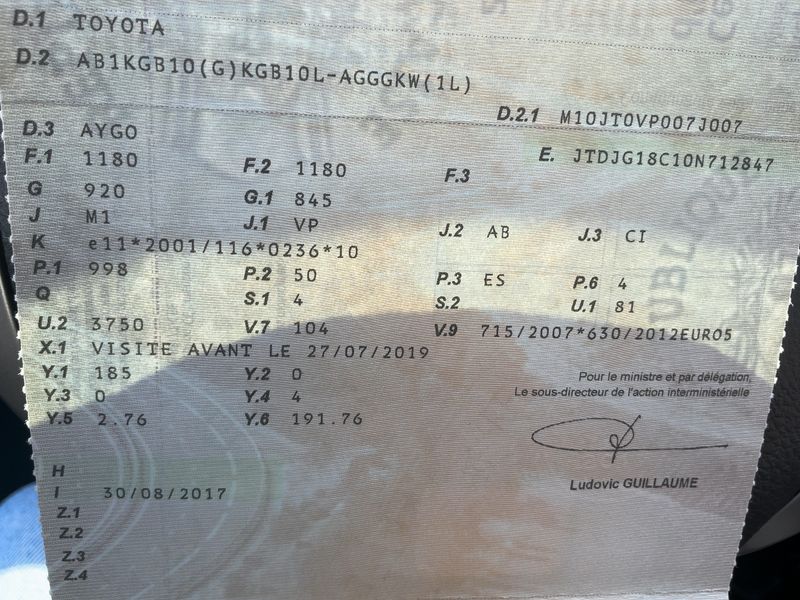 D.1 TOYOTA
D.2 AB1KGB10(G)KGB10L-AGGGKW(1L)
D.2.1 M10JT0VP007J007
D.3 AYGO
E. JTDJG18C10N712847
F.1 1180 F.2 1180 F.3
G 920 G.1 845
J M1 J.1 VP J.2 AB J.3 CI
K e11*2001/116*0236*10
P.1 998 P.2 50 P.3 ES P.6 4
Q S.1 4 S.2 U.1 81
U.2 3750 V.7 104 V.9 715/2007*630/2012EURO5
X.1 VISITE AVANT LE 27/07/2019
Y.1 185 Y.2 0
Y.3 0 Y.4 4
Y.5 2.76 Y.6 191.76
Pour le ministre et par délégation,
Le sous-directeur de l'action interministérielle
Ludovic GUILLAUME
H
I 30/08/2017
Z.1
Z.2
Z.3
Z.4